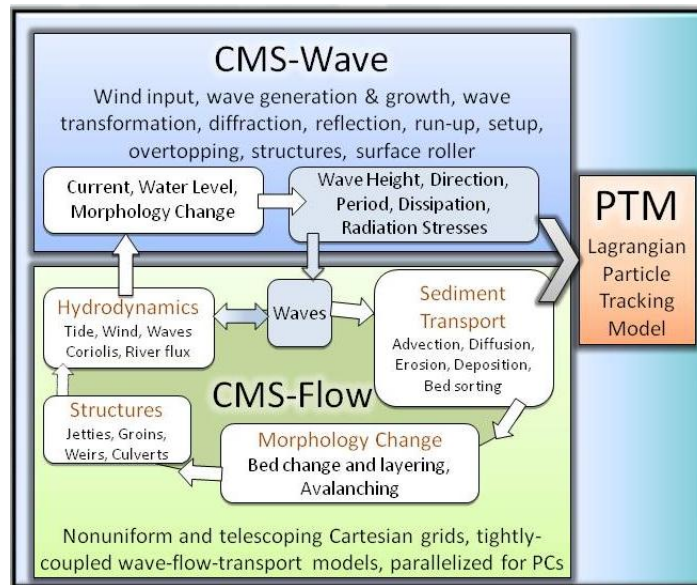 CMS-Wave
Wind input, wave generation & growth, wave
transformation, diffraction, reflection, run-up, setup,
overtopping, structures, surface roller
Current, Water Level,
Morphology Change
Wave Height, Direction,
Period, Dissipation,
Radiation Stresses
PTM
Lagrangian
Particle
Tracking
Model
Hydrodynamics
Tide, Wind, Waves
Coriolis, River flux
Waves
Sediment
Transport
Advection, Diffusion,
Erosion, Deposition,
Bed sorting
CMS-Flow
Structures
Jetties, Groins,
Weirs, Culverts
Morphology Change
Bed change and layering,
Avalanching
Nonuniform and telescoping Cartesian grids, tightly-
coupled wave-flow-transport models, parallelized for PCs